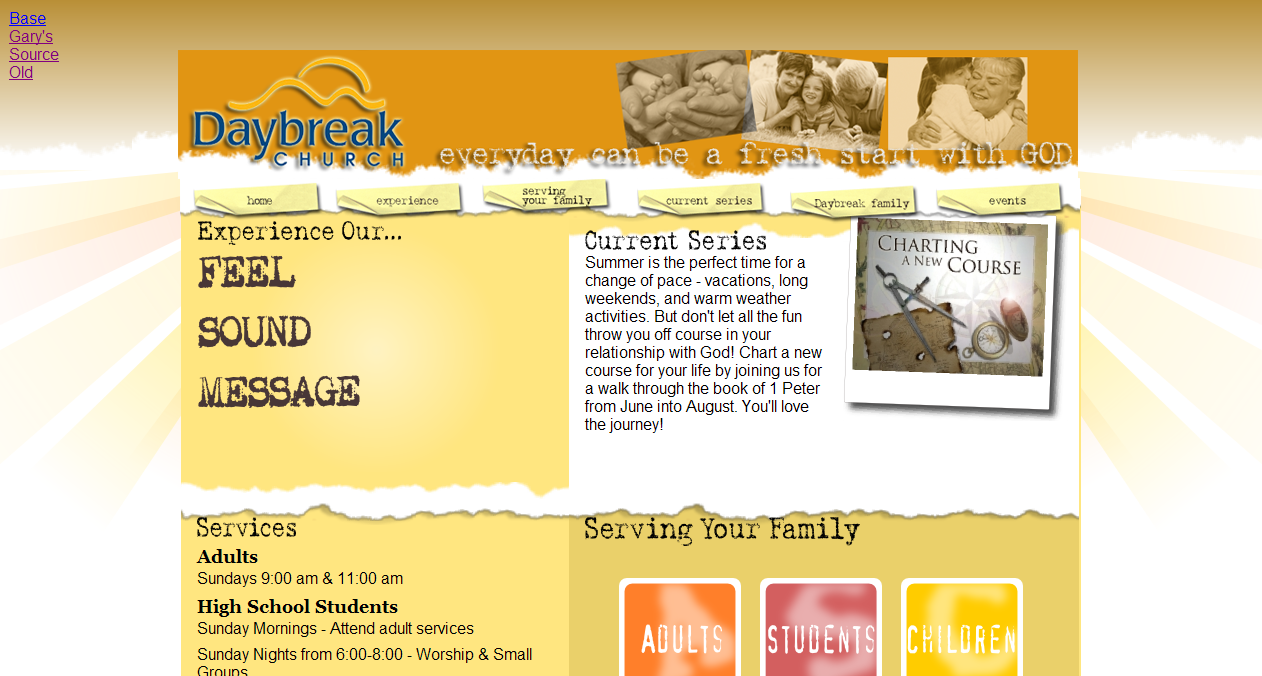 Base
Gary's
Source
Old
Daybreak
CHURCH
everyday can be a fresh start with GOD
home
experience
serving
your family
current series
Daybreak family
events
Experience Our...
FEEL
SOUND
MESSAGE
Current Series
Summer is the perfect time for a
change of pace - vacations, long
weekends, and warm weather
activities. But don't let all the fun
throw you off course in your
relationship with God! Chart a new
course for your life by joining us for
a walk through the book of 1 Peter
from June into August. You'll love
the journey!
CHARTING
A NEW COURSE
Services
Adults
Sundays 9:00 am & 11:00 am
High School Students
Sunday Mornings - Attend adult services
Sunday Nights from 6:00-8:00 - Worship & Small
Groups
Serving Your Family
A
ADULTS
S
STUDENTS
C
CHILDREN